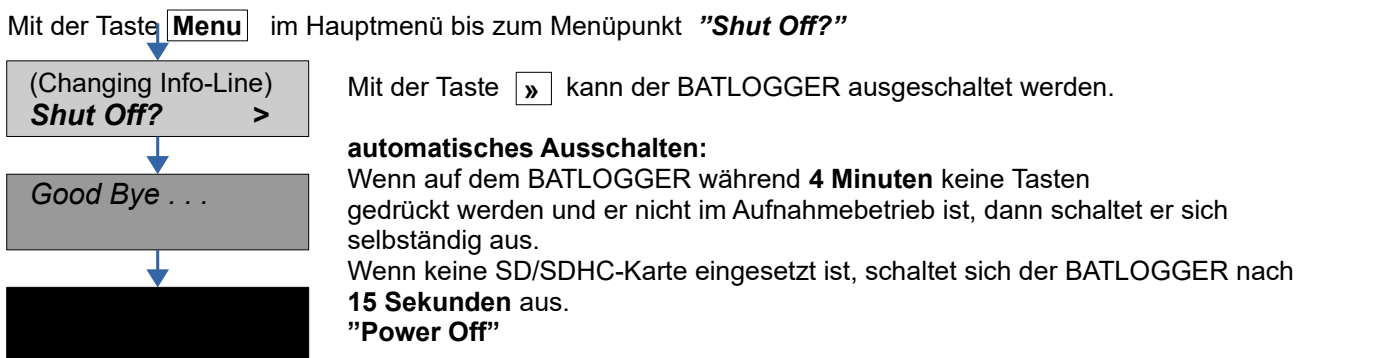 Mit der Taste Menu im Hauptmenü bis zum Menüpunkt ”Shut Off?”
(Changing Info-Line)
Shut Off? >
Mit der Taste » kann der BATLOGGER ausgeschaltet werden.
Good Bye . . .
automatisches Ausschalten:
Wenn auf dem BATLOGGER während 4 Minuten keine Tasten
gedrückt werden und er nicht im Aufnahmebetrieb ist, dann schaltet er sich
selbständig aus.
Wenn keine SD/SDHC-Karte eingesetzt ist, schaltet sich der BATLOGGER nach
15 Sekunden aus.
”Power Off”